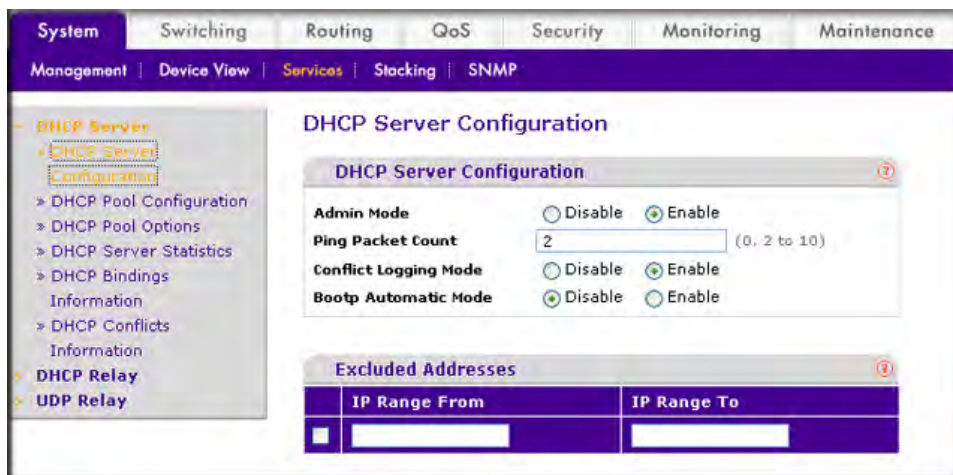 System Switching Routing QoS Security Monitoring Maintenance
Management | Device View | Services | Stacking | SNMP
DHCP Server
» DHCP Server
Configuration
» DHCP Pool Configuration
» DHCP Pool Options
» DHCP Server Statistics
» DHCP Bindings
Information
» DHCP Conflicts
Information
DHCP Relay
UDP Relay
DHCP Server Configuration
DHCP Server Configuration ?
Admin Mode Disable Enable
Ping Packet Count 2 (0, 2 to 10)
Conflict Logging Mode Disable Enable
Bootp Automatic Mode Disable Enable
Excluded Addresses ?
IP Range From IP Range To